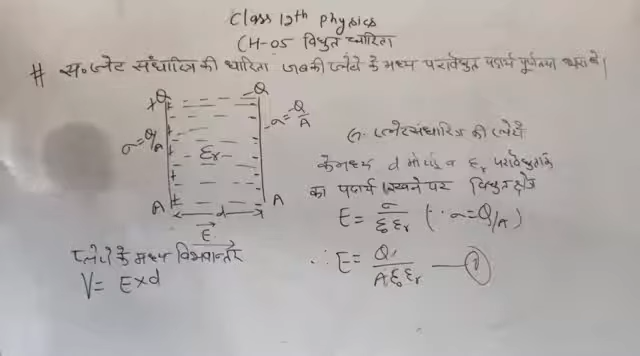 Class 12th Physics
CH-05 विधुत धारिता
# स. प्लेट संधारित्र की धारिता जबकी प्लेटो के मध्य परावैधुत पदार्थ पूर्णतया भरा हो।
+Q -Q
σ=Q/A εr -σ=-Q/A
A d A
E
प्लेटो के मध्य विभवान्तर
V = E×d
स. प्लेट संधारित्र की प्लेटो
के मध्य d मोटाई व εr परावैधुतांक
का पदार्थ रखने पर विधुत क्षेत्र
E = σ/ε₀εr (∵ σ=Q/A)
∴ E = Q/Aε₀εr —①